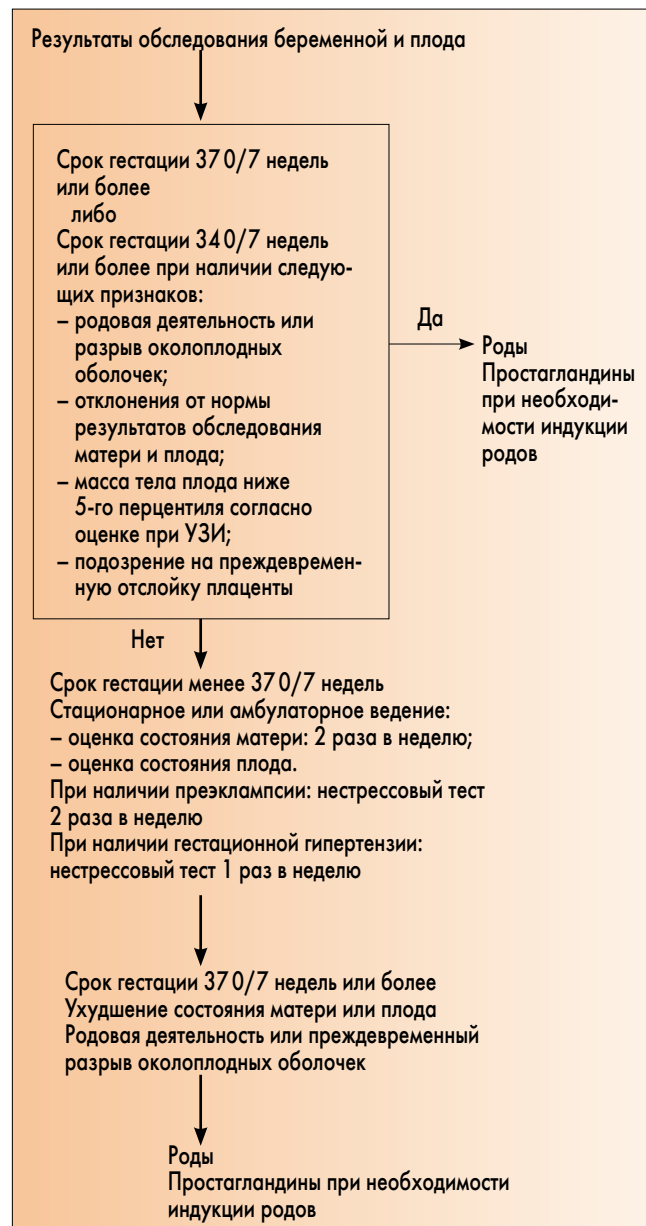 Результаты обследования беременной и плода
Срок гестации 37 0/7 недель
или более
либо
Срок гестации 34 0/7 недель
или более при наличии следую-
щих признаков:
– родовая деятельность или
разрыв околоплодных
оболочек;
– отклонения от нормы
результатов обследования
матери и плода;
– масса тела плода ниже
5-го перцентиля согласно
оценке при УЗИ;
– подозрение на преждевремен-
ную отслойку плаценты
Да
Роды
Простагландины
при необходи-
мости индукции
родов
Нет
Срок гестации менее 37 0/7 недель
Стационарное или амбулаторное ведение:
– оценка состояния матери: 2 раза в неделю;
– оценка состояния плода.
При наличии преэклампсии: нестрессовый тест
2 раза в неделю
При наличии гестационной гипертензии:
нестрессовый тест 1 раз в неделю
Срок гестации 37 0/7 недель или более
Ухудшение состояния матери или плода
Родовая деятельность или преждевременный
разрыв околоплодных оболочек
Роды
Простагландины при необходимости
индукции родов